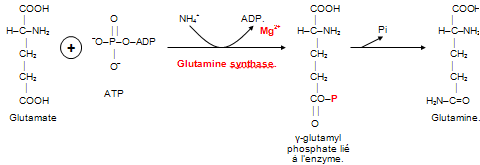 COOH
H–C–NH₂
CH₂
CH₂
COOH
Glutamate
+
O
⁻O–P–O–ADP
O⁻
ATP
NH₄⁺
ADP.
Mg²⁺
Glutamine synthase.
COOH
H–C–NH₂
CH₂
CH₂
CO–P
O
γ-glutamyl
phosphate lié
á l'enzyme.
Pi
COOH
H–C–NH₂
CH₂
CH₂
H₂N–C=O
Glutamine.